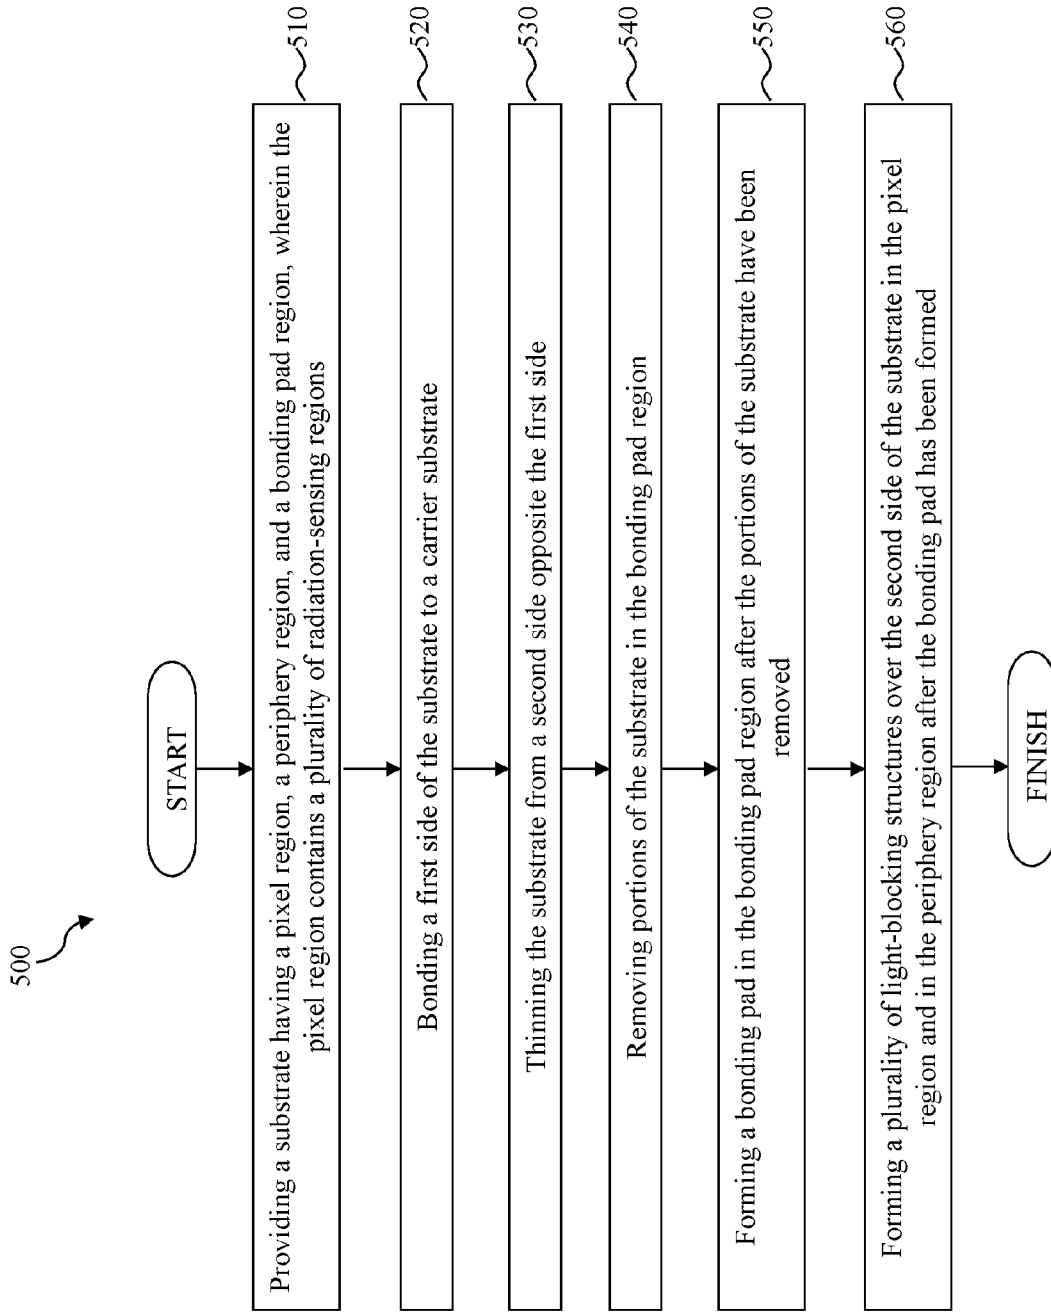 500
START
Providing a substrate having a pixel region, a periphery region, and a bonding pad region, wherein the
pixel region contains a plurality of radiation-sensing regions
510
Bonding a first side of the substrate to a carrier substrate
520
Thinning the substrate from a second side opposite the first side
530
Removing portions of the substrate in the bonding pad region
540
Forming a bonding pad in the bonding pad region after the portions of the substrate have been
removed
550
Forming a plurality of light-blocking structures over the second side of the substrate in the pixel
region and in the periphery region after the bonding pad has been formed
560
FINISH